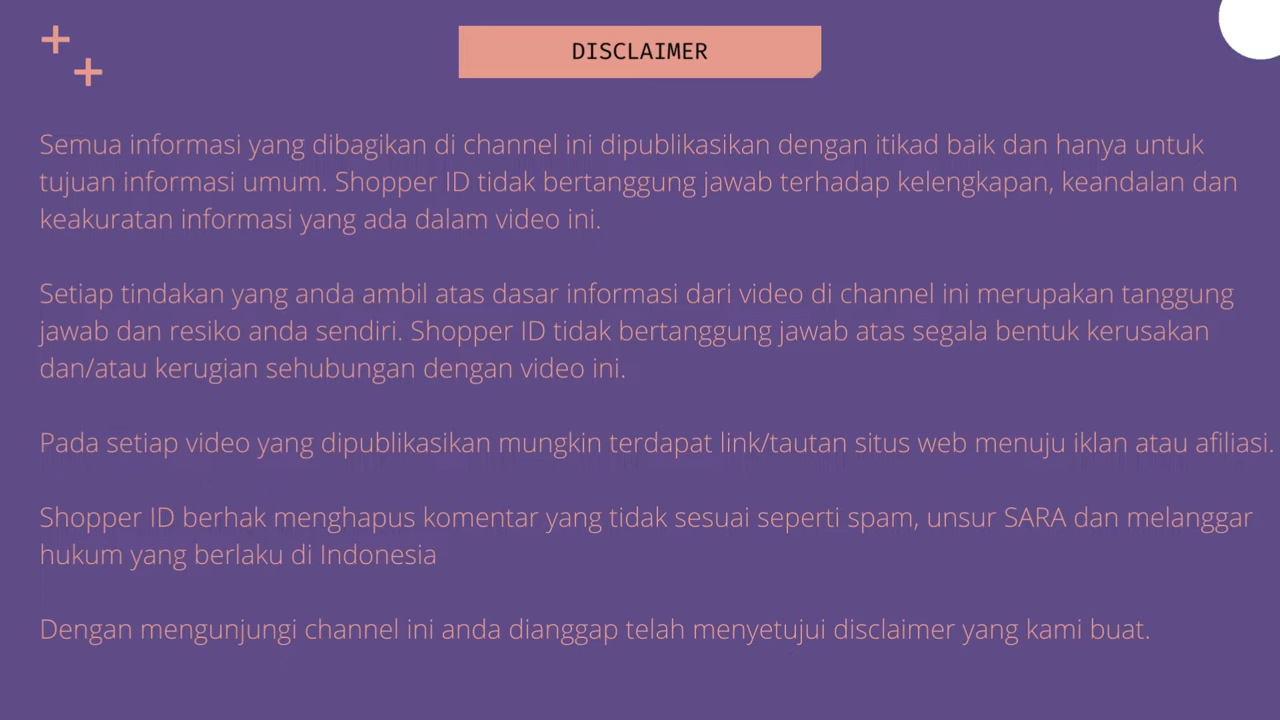 DISCLAIMER
Semua informasi yang dibagikan di channel ini dipublikasikan dengan itikad baik dan hanya untuk
tujuan informasi umum. Shopper ID tidak bertanggung jawab terhadap kelengkapan, keandalan dan
keakuratan informasi yang ada dalam video ini.
Setiap tindakan yang anda ambil atas dasar informasi dari video di channel ini merupakan tanggung
jawab dan resiko anda sendiri. Shopper ID tidak bertanggung jawab atas segala bentuk kerusakan
dan/atau kerugian sehubungan dengan video ini.
Pada setiap video yang dipublikasikan mungkin terdapat link/tautan situs web menuju iklan atau afiliasi.
Shopper ID berhak menghapus komentar yang tidak sesuai seperti spam, unsur SARA dan melanggar
hukum yang berlaku di Indonesia
Dengan mengunjungi channel ini anda dianggap telah menyetujui disclaimer yang kami buat.